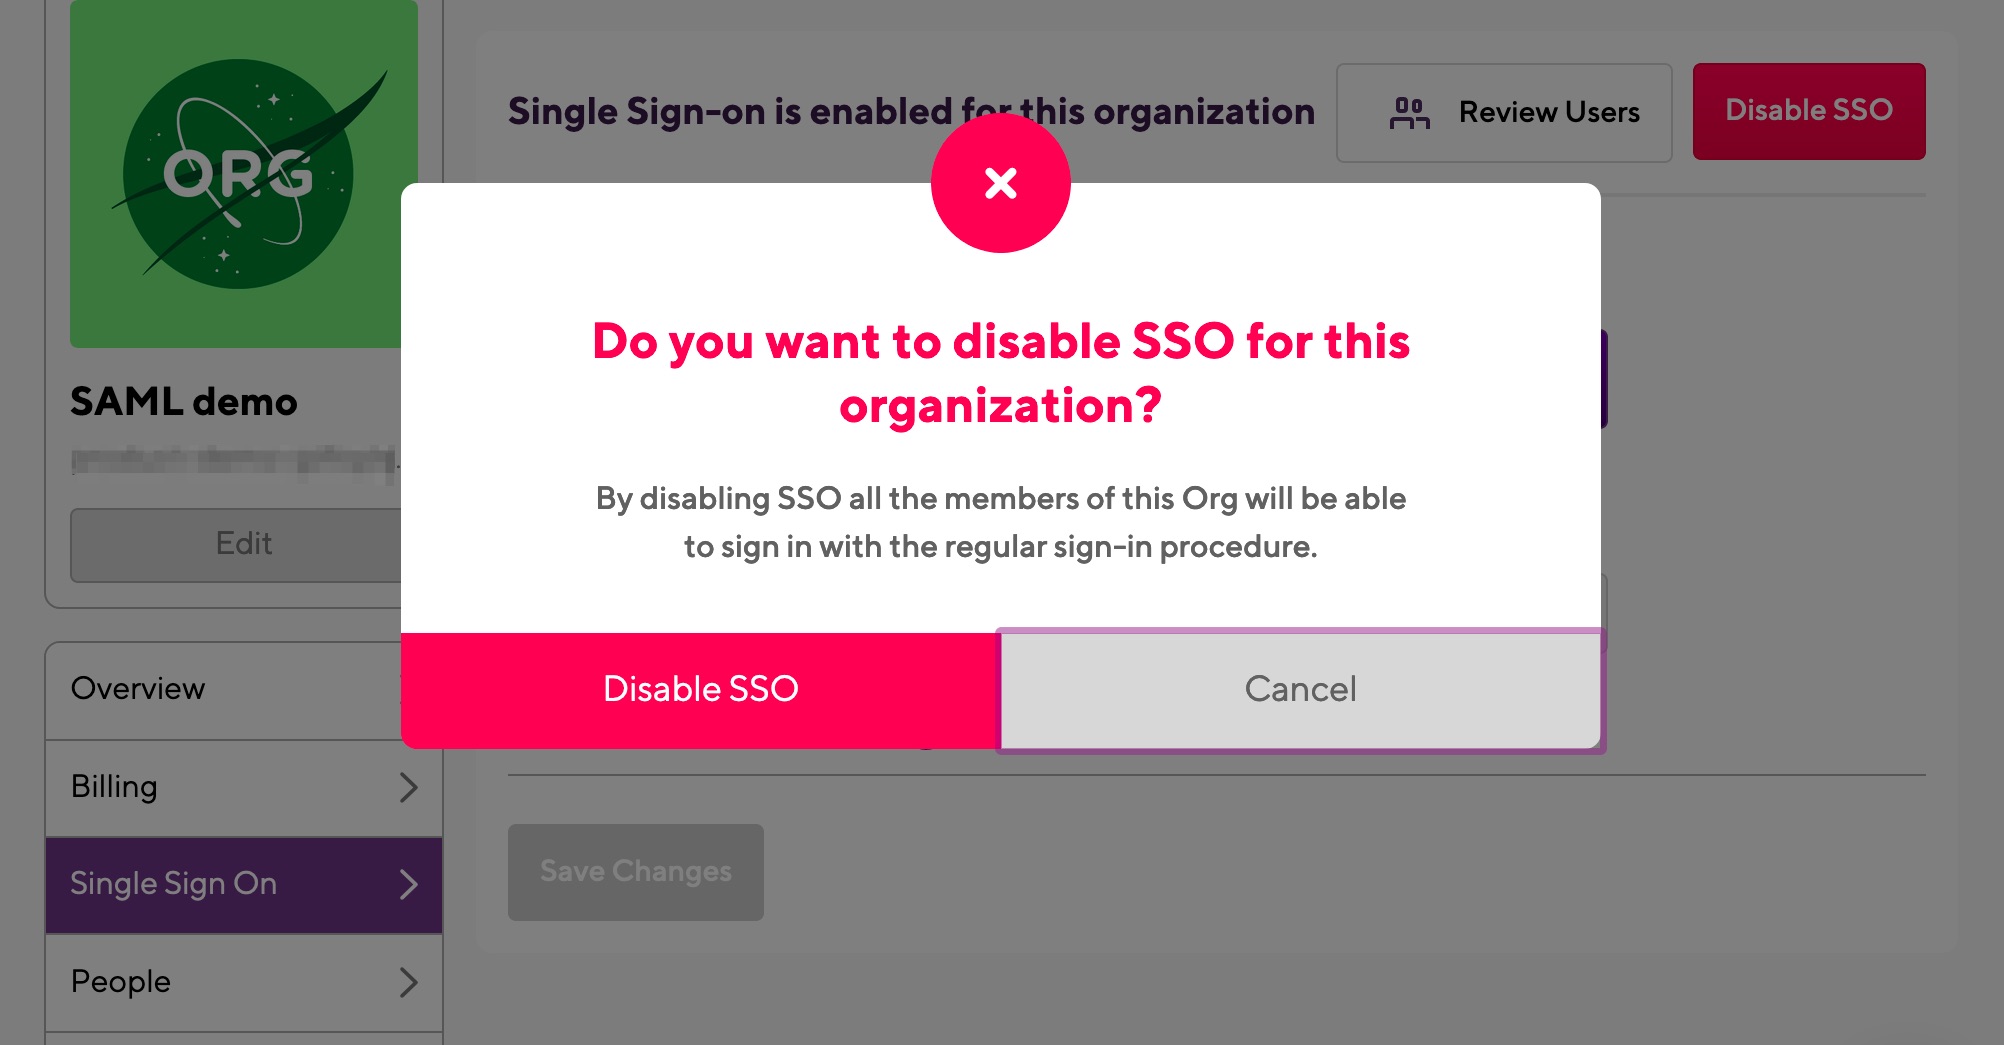 ORG
SAML demo
Edit
Overview
Billing
Single Sign On
People
Single Sign-on is enabled for this organization
Review Users
Disable SSO
Do you want to disable SSO for this
organization?
By disabling SSO all the members of this Org will be able
to sign in with the regular sign-in procedure.
Disable SSO
Cancel
Save Changes